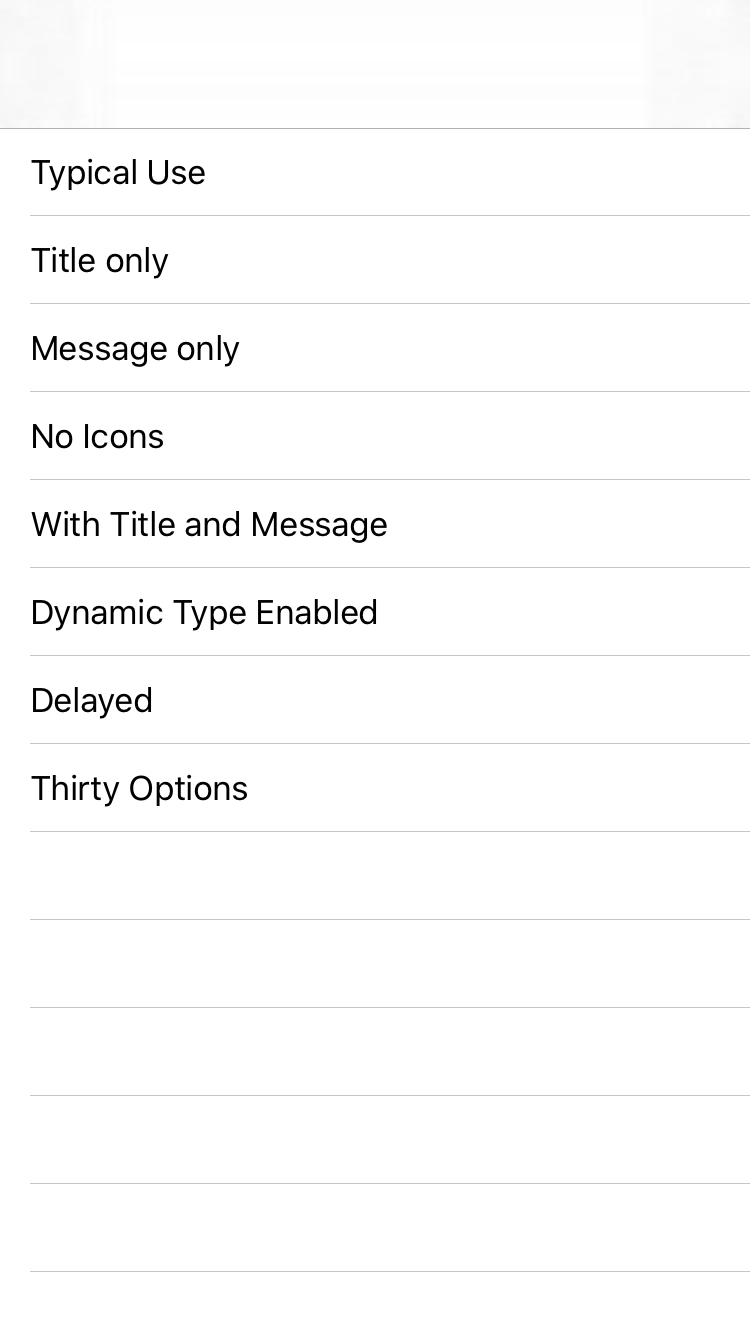 Typical Use
Title only
Message only
No Icons
With Title and Message
Dynamic Type Enabled
Delayed
Thirty Options